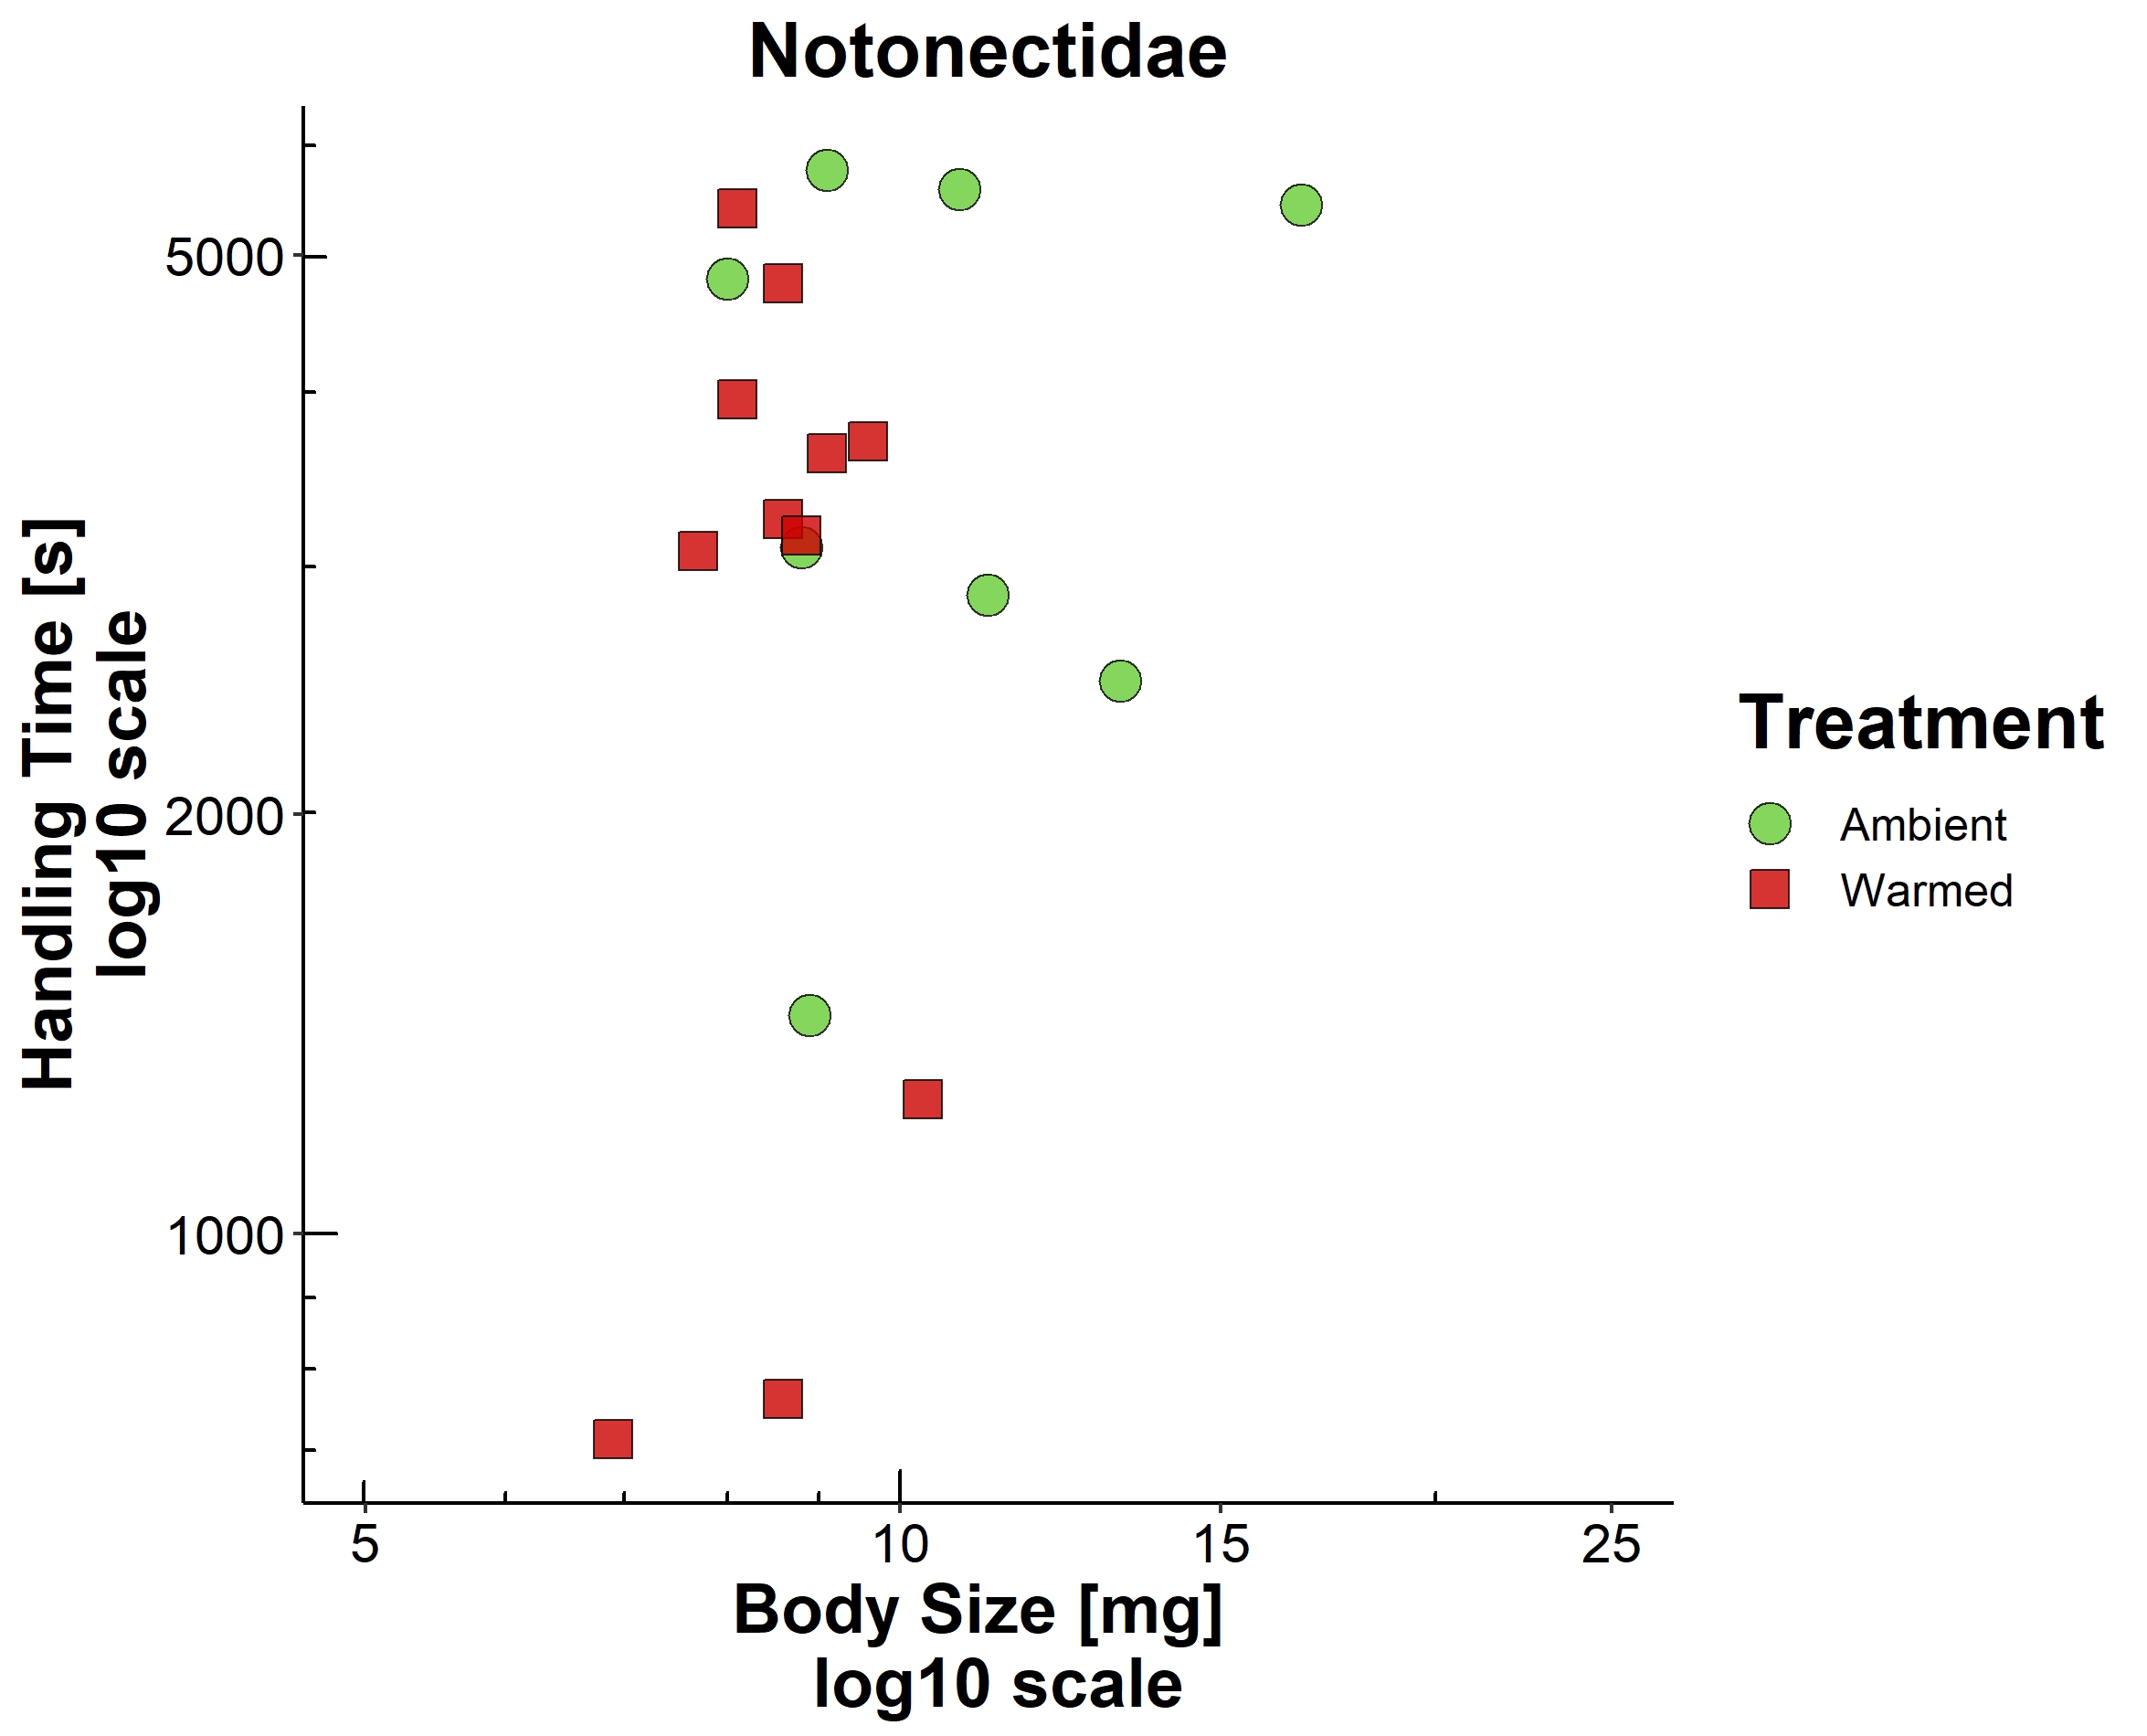 Notonectidae
Handling Time [s]
log10 scale
5000
2000
1000
5
10
15
25
Body Size [mg]
log10 scale
Treatment
Ambient
Warmed